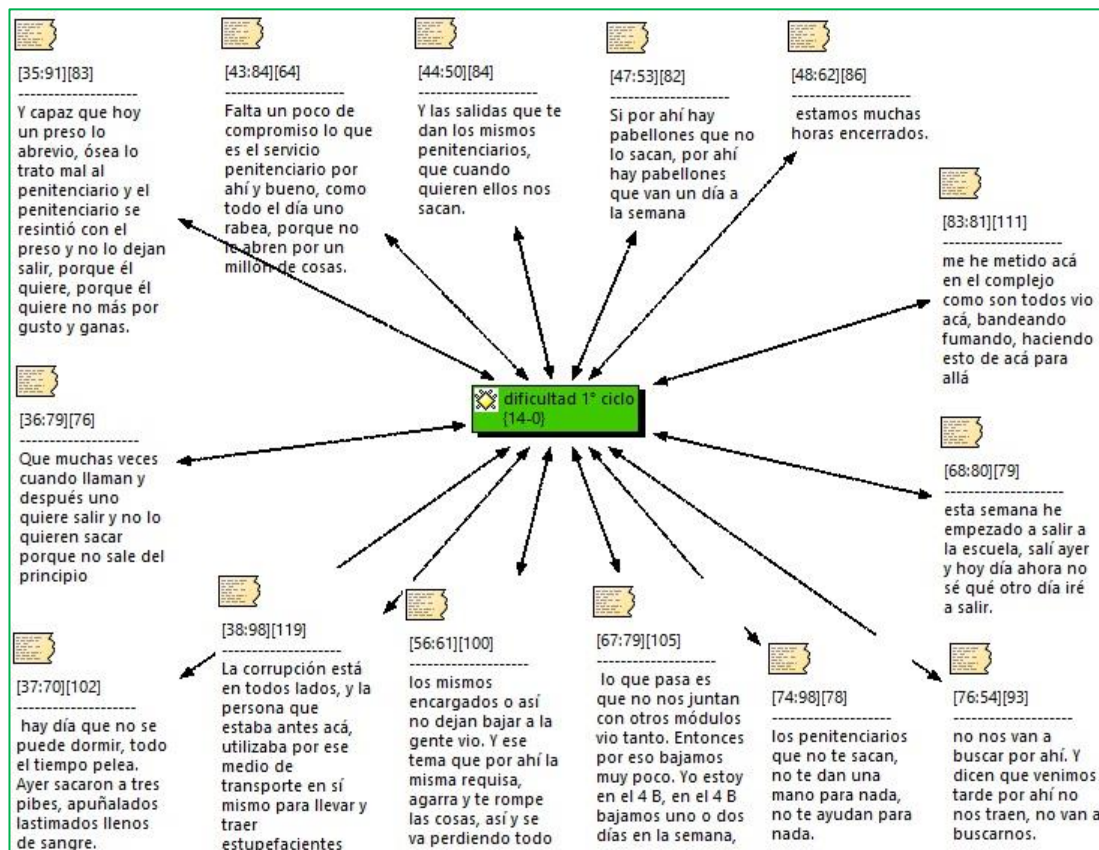 [35:91][83]
--------------------
Y capaz que hoy
un preso lo
abrevio, ósea lo
trato mal al
penitenciario y el
penitenciario se
resintió con el
preso y no lo dejan
salir, porque él
quiere, porque él
quiere no más por
gusto y ganas.
[43:84][64]
--------------------
Falta un poco de
compromiso lo que
es el servicio
penitenciario por
ahí y bueno, como
todo el día uno
rabea, porque no
le abren por un
millón de cosas.
[44:50][84]
--------------------
Y las salidas que te
dan los mismos
penitenciarios,
que cuando
quieren ellos nos
sacan.
[47:53][82]
--------------------
Si por ahí hay
pabellones que no
lo sacan, por ahí
hay pabellones
que van un día a
la semana
[48:62][86]
--------------------
estamos muchas
horas encerrados.
[83:81][111]
--------------------
me he metido acá
en el complejo
como son todos vio
acá, bandeando
fumando, haciendo
esto de acá para
allá
dificultad 1° ciclo
{14-0}
[36:79][76]
--------------------
Que muchas veces
cuando llaman y
después uno
quiere salir y no lo
quieren sacar
porque no sale del
principio
[68:80][79]
--------------------
esta semana he
empezado a salir a
la escuela, salí ayer
y hoy día ahora no
sé qué otro día iré
a salir.
[37:70][102]
--------------------
hay día que no se
puede dormir, todo
el tiempo pelea.
Ayer sacaron a tres
pibes, apuñalados
lastimados llenos
de sangre.
[38:98][119]
--------------------
La corrupción está
en todos lados, y la
persona que
estaba antes acá,
utilizaba por ese
medio de
transporte en sí
mismo para llevar y
traer
estupefacientes
[56:61][100]
--------------------
los mismos
encargados o así
no dejan bajar a la
gente vio. Y ese
tema que por ahí la
misma requisa,
agarra y te rompe
las cosas, así y se
va perdiendo todo
[67:79][105]
--------------------
lo que pasa es
que no nos juntan
con otros módulos
vio tanto. Entonces
por eso bajamos
muy poco. Yo estoy
en el 4 B, en el 4 B
bajamos uno o dos
días en la semana,
[74:98][78]
--------------------
los penitenciarios
que no te sacan,
no te dan una
mano para nada,
no te ayudan para
nada.
[76:54][93]
--------------------
no nos van a
buscar por ahí. Y
dicen que venimos
tarde por ahí no
nos traen, no van a
buscarnos.